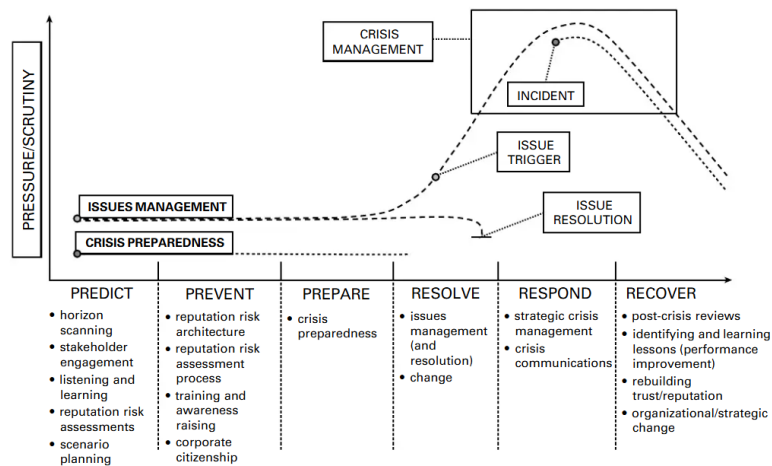 CRISIS
MANAGEMENT
INCIDENT
PRESSURE/SCRUTINY
ISSUE
TRIGGER
ISSUES MANAGEMENT
ISSUE
RESOLUTION
CRISIS PREPAREDNESS
PREDICT
• horizon
scanning
• stakeholder
engagement
• listening and
learning
• reputation risk
assessments
• scenario
planning
PREVENT
• reputation risk
architecture
• reputation risk
assessment
process
• training and
awareness
raising
• corporate
citizenship
PREPARE
• crisis
preparedness
RESOLVE
• issues
management
(and
resolution)
• change
RESPOND
• strategic crisis
management
• crisis
communications
RECOVER
• post-crisis reviews
• identifying and learning
lessons (performance
improvement)
• rebuilding
trust/reputation
• organizational/strategic
change